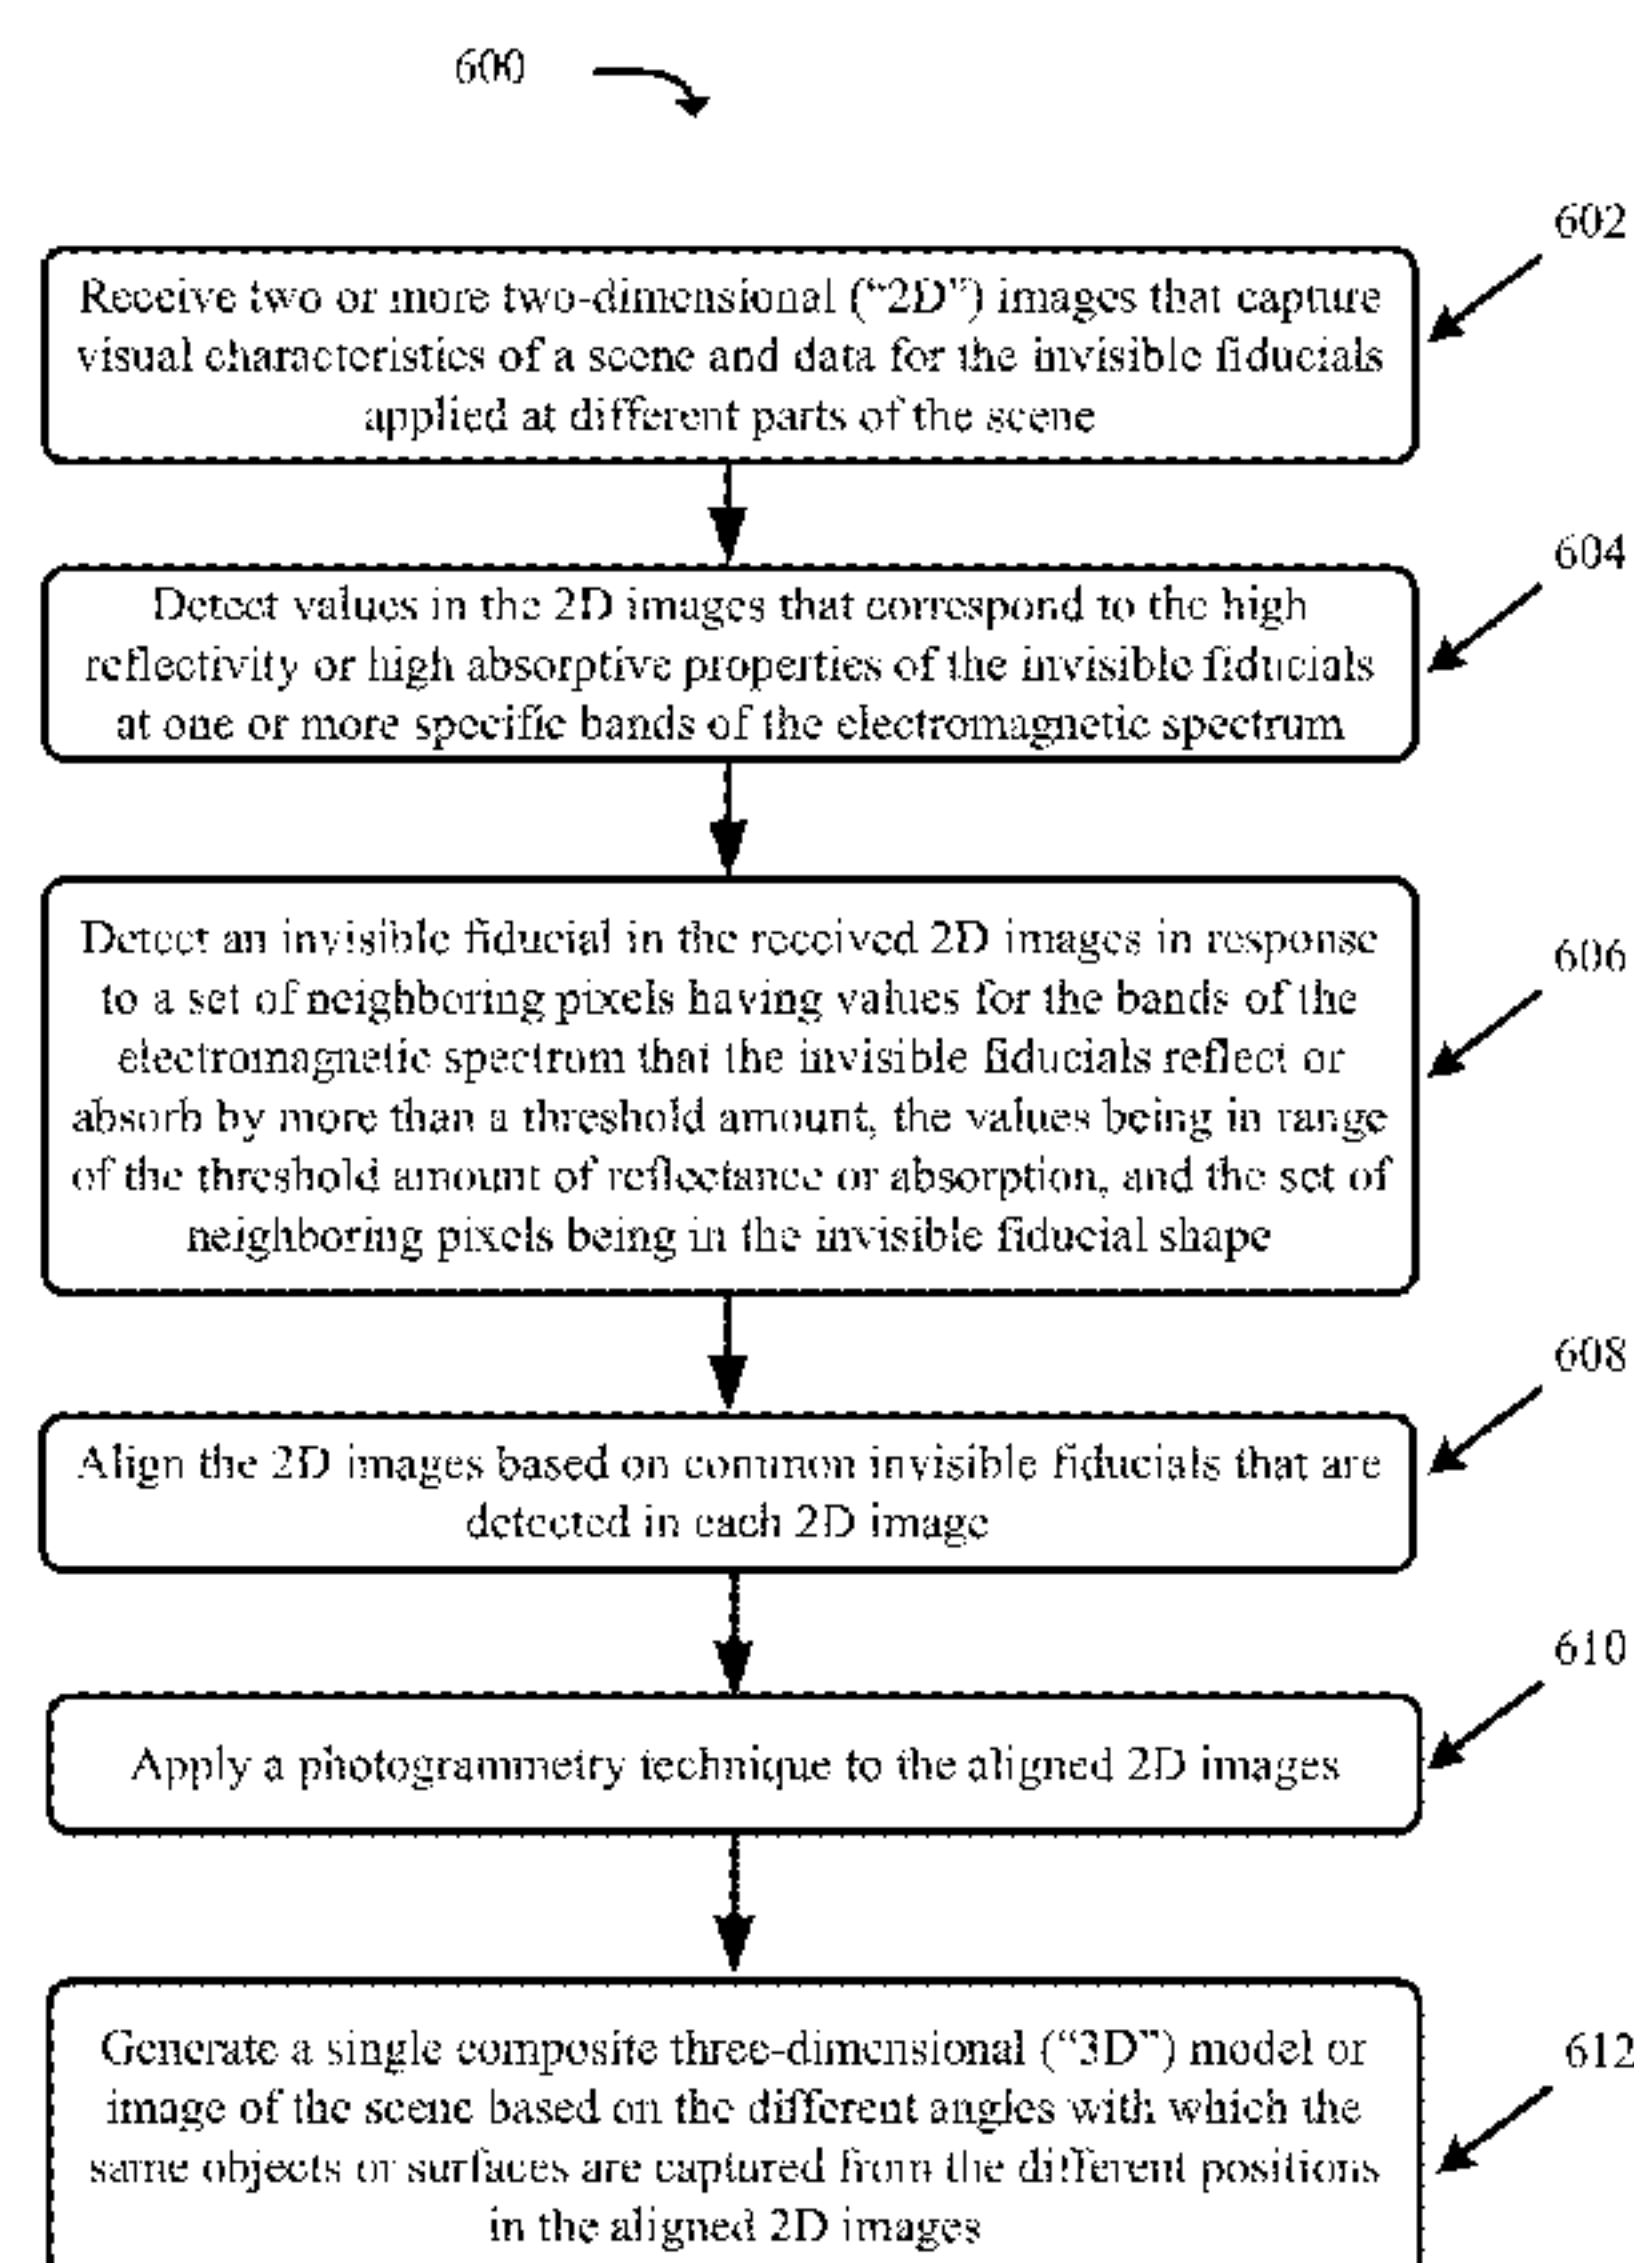 600
602
Receive two or more two-dimensional (“2D”) images that capture
visual characteristics of a scene and data for the invisible fiducials
applied at different parts of the scene
604
Detect values in the 2D images that correspond to the high
reflectivity or high absorptive properties of the invisible fiducials
at one or more specific bands of the electromagnetic spectrum
606
Detect an invisible fiducial in the received 2D images in response
to a set of neighboring pixels having values for the bands of the
electromagnetic spectrum that the invisible fiducials reflect or
absorb by more than a threshold amount, the values being in range
of the threshold amount of reflectance or absorption, and the set of
neighboring pixels being in the invisible fiducial shape
608
Align the 2D images based on common invisible fiducials that are
detected in each 2D image
610
Apply a photogrammetry technique to the aligned 2D images
612
Generate a single composite three-dimensional (“3D”) model or
image of the scene based on the different angles with which the
same objects or surfaces are captured from the different positions
in the aligned 2D images